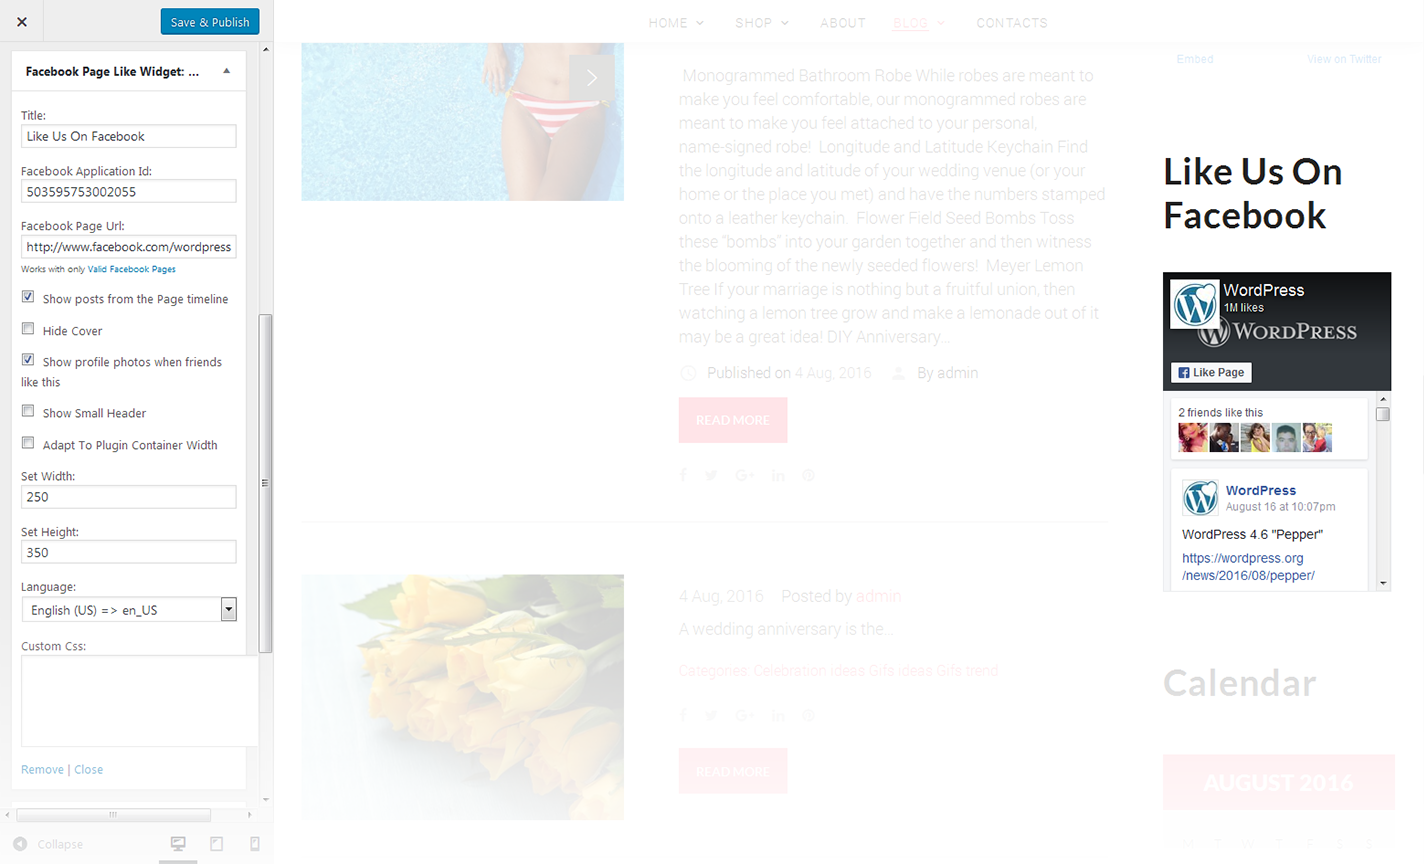 Save & Publish
Facebook Page Like Widget: ...
Title:
Like Us On Facebook
Facebook Application Id:
503595753002055
Facebook Page Url:
http://www.facebook.com/wordpress
Works with only Valid Facebook Pages
Show posts from the Page timeline
Hide Cover
Show profile photos when friends
like this
Show Small Header
Adapt To Plugin Container Width
Set Width:
250
Set Height:
350
Language:
English (US) => en_US
Custom Css:
Remove | Close
Collapse
HOME SHOP ABOUT BLOG CONTACTS
Monogrammed Bathroom Robe While robes are meant to
make you feel comfortable, our monogrammed robes are
meant to make you feel attached to your personal,
name-signed robe! Longitude and Latitude Keychain Find
the longitude and latitude of your wedding venue (or your
home or the place you met) and have the numbers stamped
onto a leather keychain. Flower Field Seed Bombs Toss
these “bombs” into your garden together and then witness
the blooming of the newly seeded flowers! Meyer Lemon
Tree If your marriage is nothing but a fruitful union, then
watching a lemon tree grow and make a lemonade out of it
may be a great idea! DIY Anniversary...
Published on 4 Aug, 2016 By admin
READ MORE
4 Aug, 2016 Posted by admin
A wedding anniversary is the...
Categories: Celebration ideas Gifs ideas Gifs trend
READ MORE
Embed View on Twitter
Like Us On
Facebook
WordPress
1M likes
WORDPRESS
Like Page
2 friends like this
WordPress
August 16 at 10:07pm
WordPress 4.6 "Pepper"
https://wordpress.org
/news/2016/08/pepper/
Calendar
AUGUST 2016
M T W T F S S